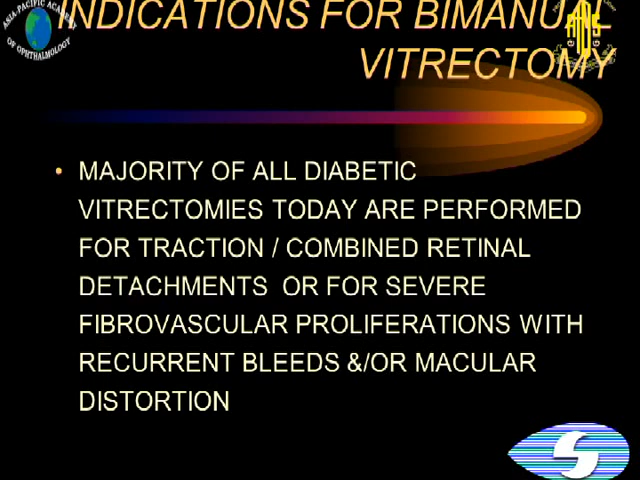 INDICATIONS FOR BIMANUAL
VITRECTOMY
ASIA-PACIFIC ACADEMY
OF OPHTHALMOLOGY
• MAJORITY OF ALL DIABETIC
VITRECTOMIES TODAY ARE PERFORMED
FOR TRACTION / COMBINED RETINAL
DETACHMENTS OR FOR SEVERE
FIBROVASCULAR PROLIFERATIONS WITH
RECURRENT BLEEDS &/OR MACULAR
DISTORTION